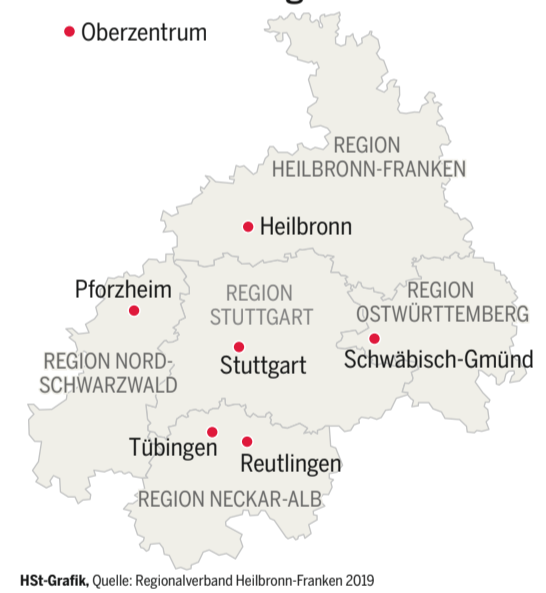 Oberzentrum
REGION
HEILBRONN-FRANKEN
Heilbronn
Pforzheim
REGION
STUTTGART
REGION
OSTWÜRTTEMBERG
Stuttgart
Schwäbisch-Gmünd
REGION NORD-
SCHWARZWALD
Tübingen
Reutlingen
REGION NECKAR-ALB
HSt-Grafik, Quelle: Regionalverband Heilbronn-Franken 2019